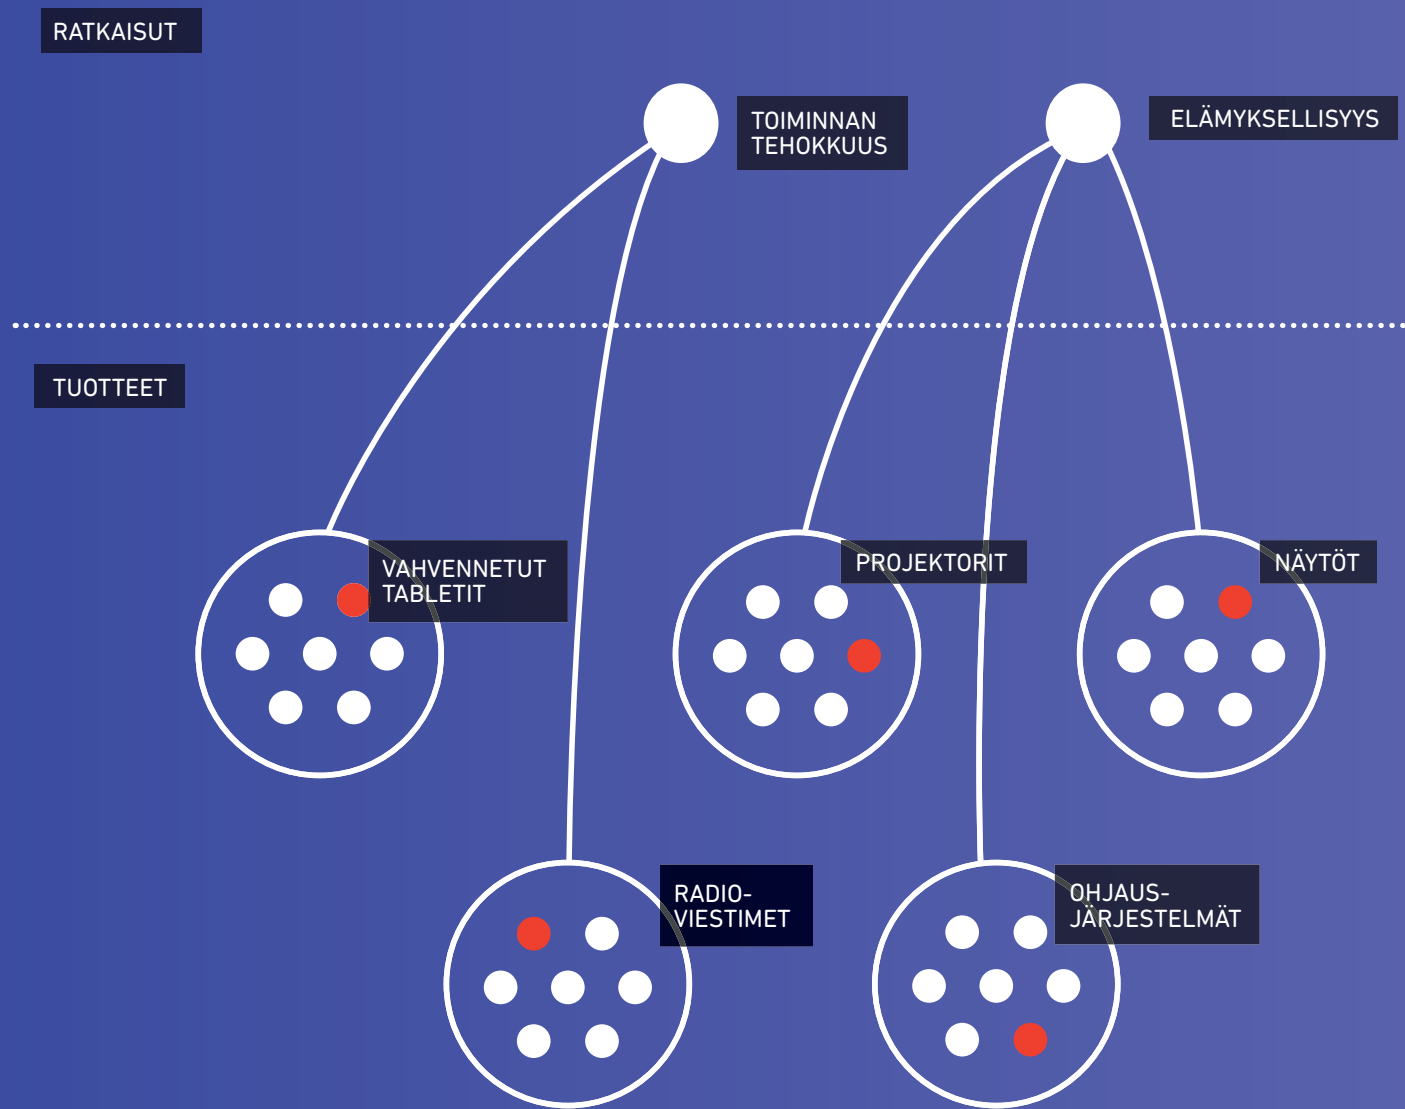 RATKAISUT
TOIMINNAN
TEHOKKUUS
ELÄMYKSELLISYYS
TUOTTEET
VAHVENNETUT
TABLETIT
PROJEKTORIT
NÄYTÖT
RADIO-
VIESTIMET
OHJAUS-
JÄRJESTELMÄT